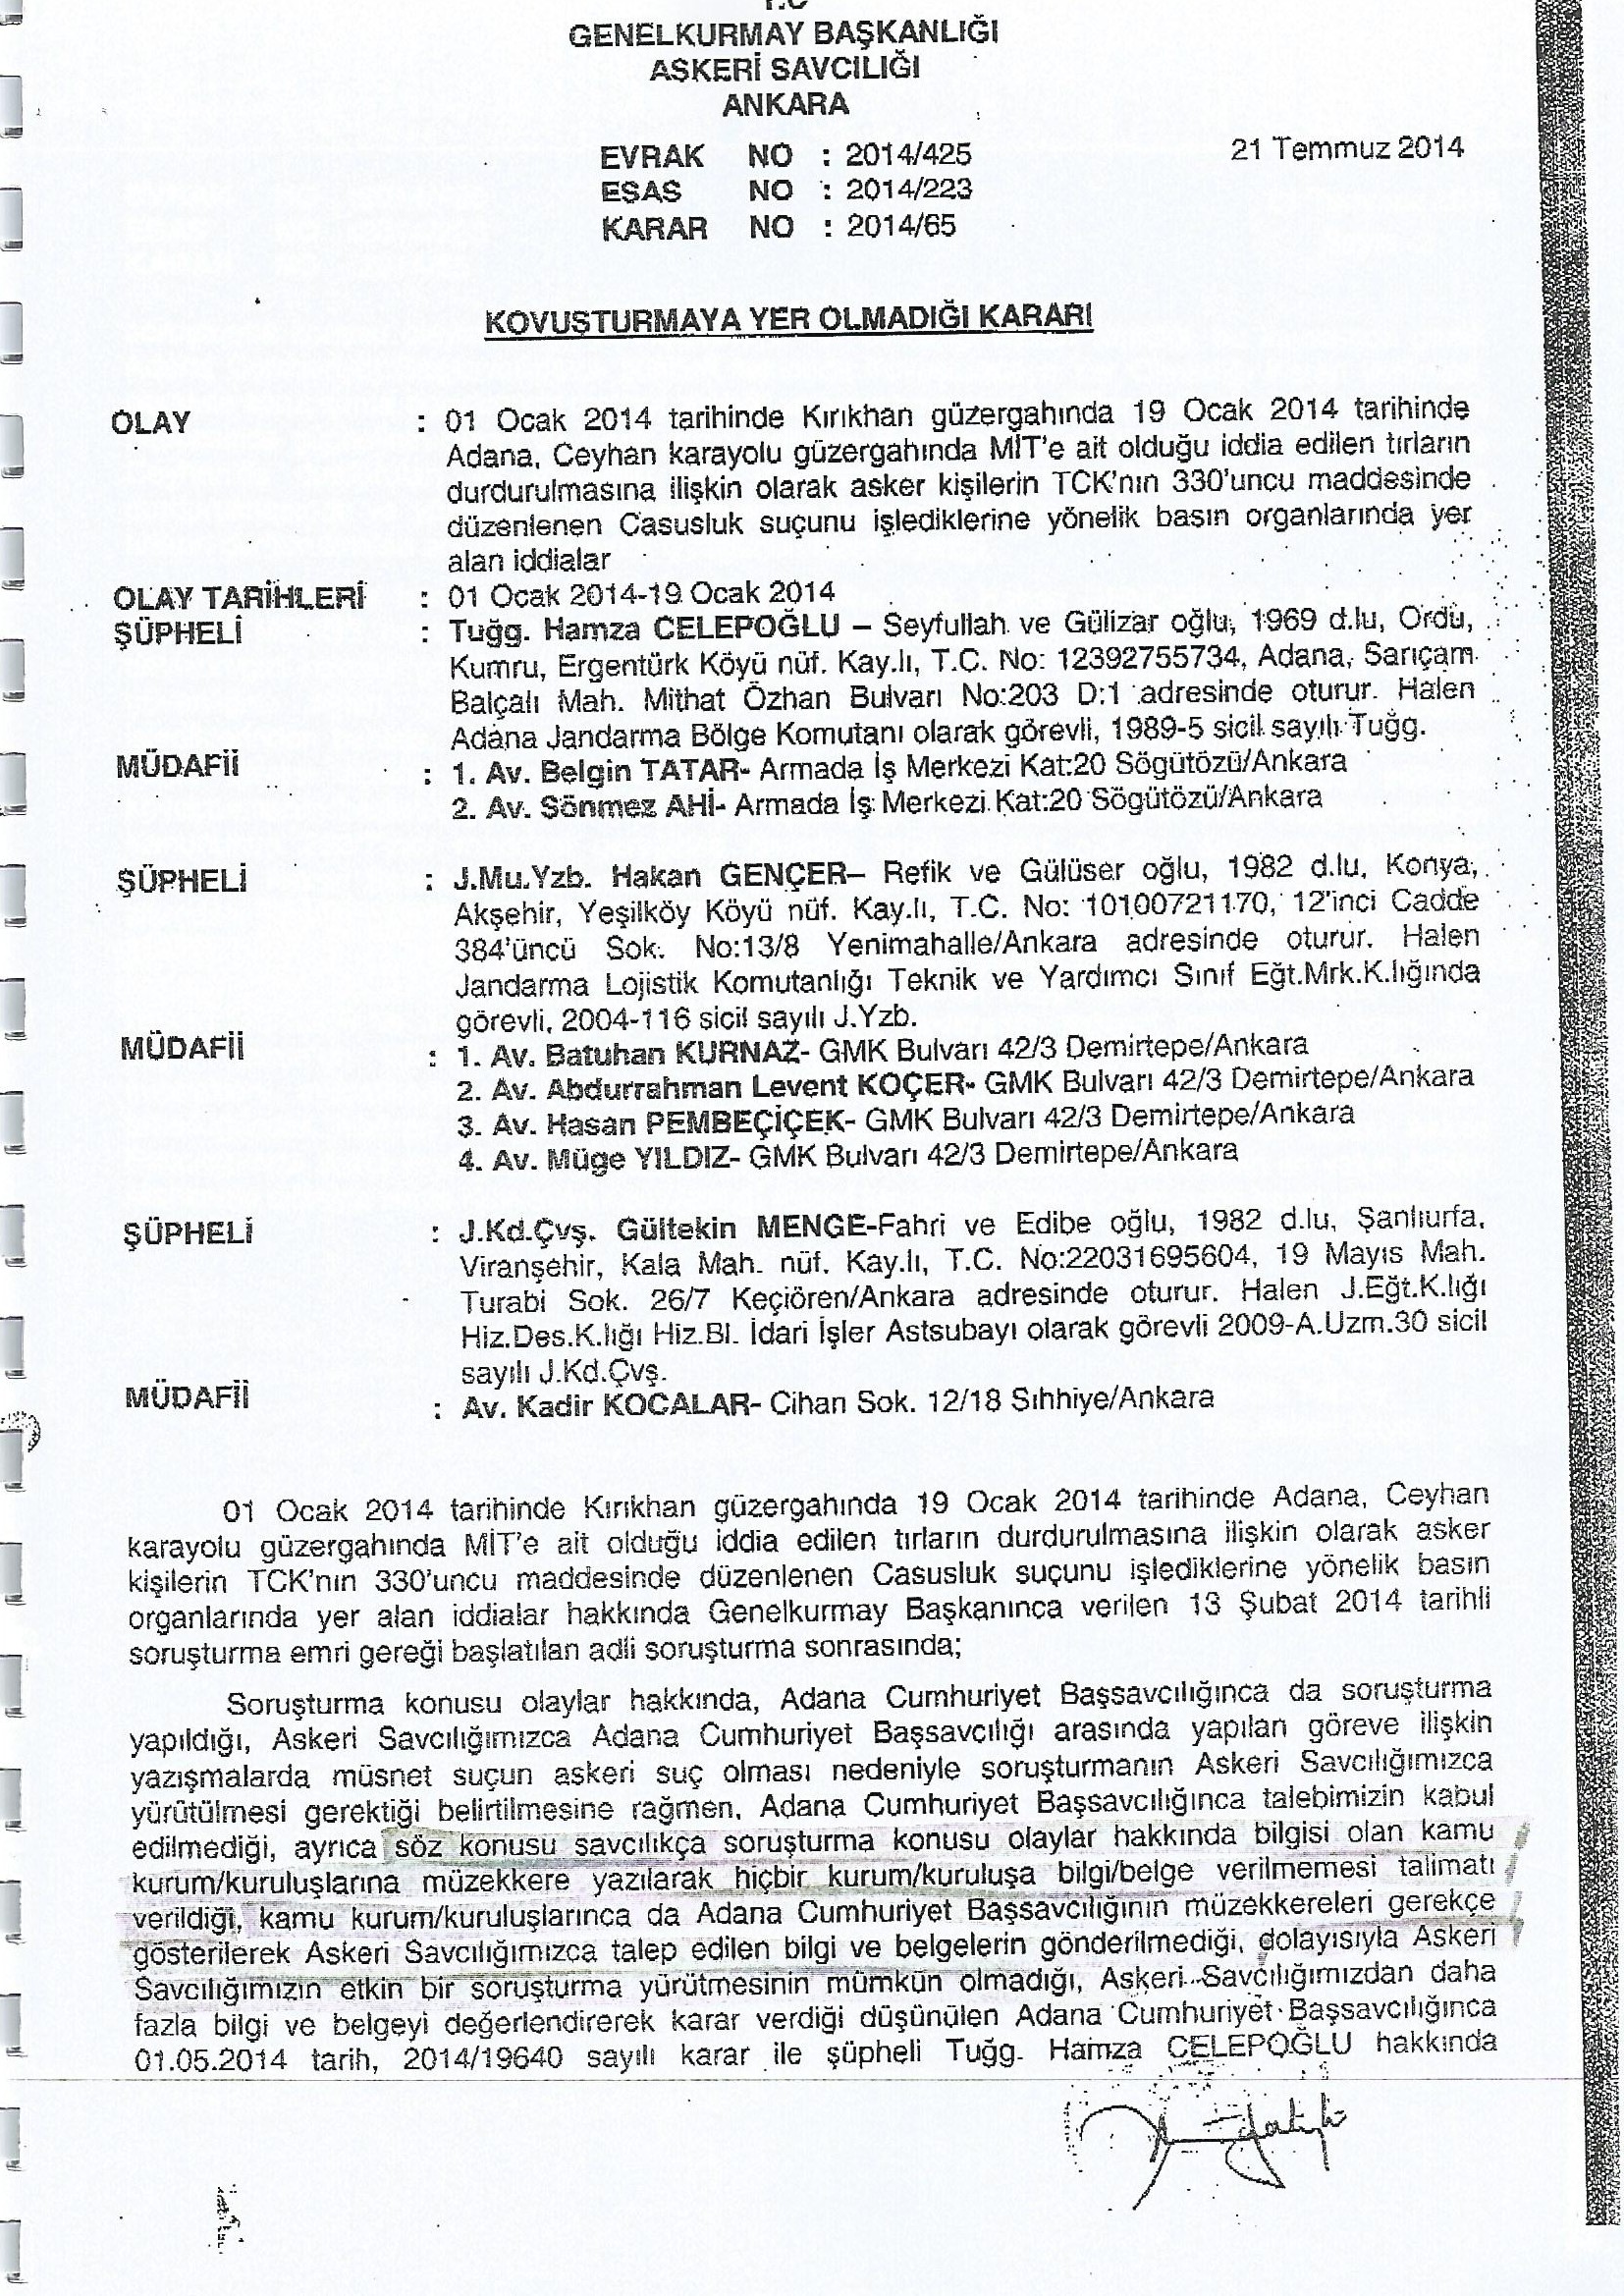 T.C
GENELKURMAY BAŞKANLIĞI
ASKERİ SAVCILIĞI
ANKARA
21 Temmuz 2014
EVRAK NO : 2014/425
ESAS NO : 2014/223
KARAR NO : 2014/65
KOVUŞTURMAYA YER OLMADIĞI KARARI
OLAY : 01 Ocak 2014 tarihinde Kırıkhan güzergahında 19 Ocak 2014 tarihinde
Adana, Ceyhan karayolu güzergahında MİT'e ait olduğu iddia edilen tırların
durdurulmasına ilişkin olarak asker kişilerin TCK'nın 330'uncu maddesinde
düzenlenen Casusluk suçunu işlediklerine yönelik basın organlarında yer
alan iddialar
OLAY TARİHLERİ : 01 Ocak 2014-19 Ocak 2014
ŞÜPHELİ : Tuğg. Hamza CELEPOĞLU – Seyfullah ve Gülizar oğlu, 1969 d.lu, Ordu,
Kumru, Ergentürk Köyü nüf. Kay.lı, T.C. No: 12392755734, Adana, Sarıçam
Balçalı Mah. Mithat Özhan Bulvarı No:203 D:1 adresinde oturur. Halen
Adana Jandarma Bölge Komutanı olarak görevli, 1989-5 sicil sayılı Tuğg.
MÜDAFİİ : 1. Av. Belgin TATAR- Armada İş Merkezi Kat:20 Sögütözü/Ankara
2. Av. Sönmez AHİ- Armada İş Merkezi Kat:20 Sögütözü/Ankara
ŞÜPHELİ : J.Mu.Yzb. Hakan GENÇER– Refik ve Gülüser oğlu, 1982 d.lu, Konya,
Akşehir, Yeşilköy Köyü nüf. Kay.lı, T.C. No: 10100721170, 12'inci Cadde
384'üncü Sok. No:13/8 Yenimahalle/Ankara adresinde oturur. Halen
Jandarma Lojistik Komutanlığı Teknik ve Yardımcı Sınıf Eğt.Mrk.K.lığında
görevli, 2004-116 sicil sayılı J.Yzb.
MÜDAFİİ : 1. Av. Batuhan KURNAZ- GMK Bulvarı 42/3 Demirtepe/Ankara
2. Av. Abdurrahman Levent KOÇER- GMK Bulvarı 42/3 Demirtepe/Ankara
3. Av. Hasan PEMBEÇİÇEK- GMK Bulvarı 42/3 Demirtepe/Ankara
4. Av. Müge YILDIZ- GMK Bulvarı 42/3 Demirtepe/Ankara
ŞÜPHELİ : J.Kd.Çvş. Gültekin MENGE-Fahri ve Edibe oğlu, 1982 d.lu, Şanlıurfa,
Viranşehir, Kala Mah. nüf. Kay.lı, T.C. No:22031695604, 19 Mayıs Mah.
Turabi Sok. 26/7 Keçiören/Ankara adresinde oturur. Halen J.Eğt.K.lığı
Hiz.Des.K.lığı Hiz.Bl. İdari İşler Astsubayı olarak görevli 2009-A.Uzm.30 sicil
sayılı J.Kd.Çvş.
MÜDAFİİ : Av. Kadir KOCALAR- Cihan Sok. 12/18 Sıhhiye/Ankara
01 Ocak 2014 tarihinde Kırıkhan güzergahında 19 Ocak 2014 tarihinde Adana, Ceyhan
karayolu güzergahında MİT'e ait olduğu iddia edilen tırların durdurulmasına ilişkin olarak asker
kişilerin TCK'nın 330'uncu maddesinde düzenlenen Casusluk suçunu işlediklerine yönelik basın
organlarında yer alan iddialar hakkında Genelkurmay Başkanınca verilen 13 Şubat 2014 tarihli
soruşturma emri gereği başlatılan adli soruşturma sonrasında;
Soruşturma konusu olaylar hakkında, Adana Cumhuriyet Başsavcılığınca da soruşturma
yapıldığı, Askeri Savcılığımızca Adana Cumhuriyet Başsavcılığı arasında yapılan göreve ilişkin
yazışmalarda müsnet suçun askeri suç olması nedeniyle soruşturmanın Askeri Savcılığımızca
yürütülmesi gerektiği belirtilmesine rağmen, Adana Cumhuriyet Başsavcılığınca talebimizin kabul
edilmediği, ayrıca söz konusu savcılıkça soruşturma konusu olaylar hakkında bilgisi olan kamu
kurum/kuruluşlarına müzekkere yazılarak hiçbir kurum/kuruluşa bilgi/belge verilmemesi talimatı
verildiği, kamu kurum/kuruluşlarınca da Adana Cumhuriyet Başsavcılığının müzekkereleri gerekçe
gösterilerek Askeri Savcılığımızca talep edilen bilgi ve belgelerin gönderilmediği, dolayısıyla Askeri
Savcılığımızın etkin bir soruşturma yürütmesinin mümkün olmadığı, Askeri Savcılığımızdan daha
fazla bilgi ve belgeyi değerlendirerek karar verdiği düşünülen Adana Cumhuriyet Başsavcılığınca
01.05.2014 tarih, 2014/19640 sayılı karar ile şüpheli Tuğg. Hamza CELEPOĞLU hakkında